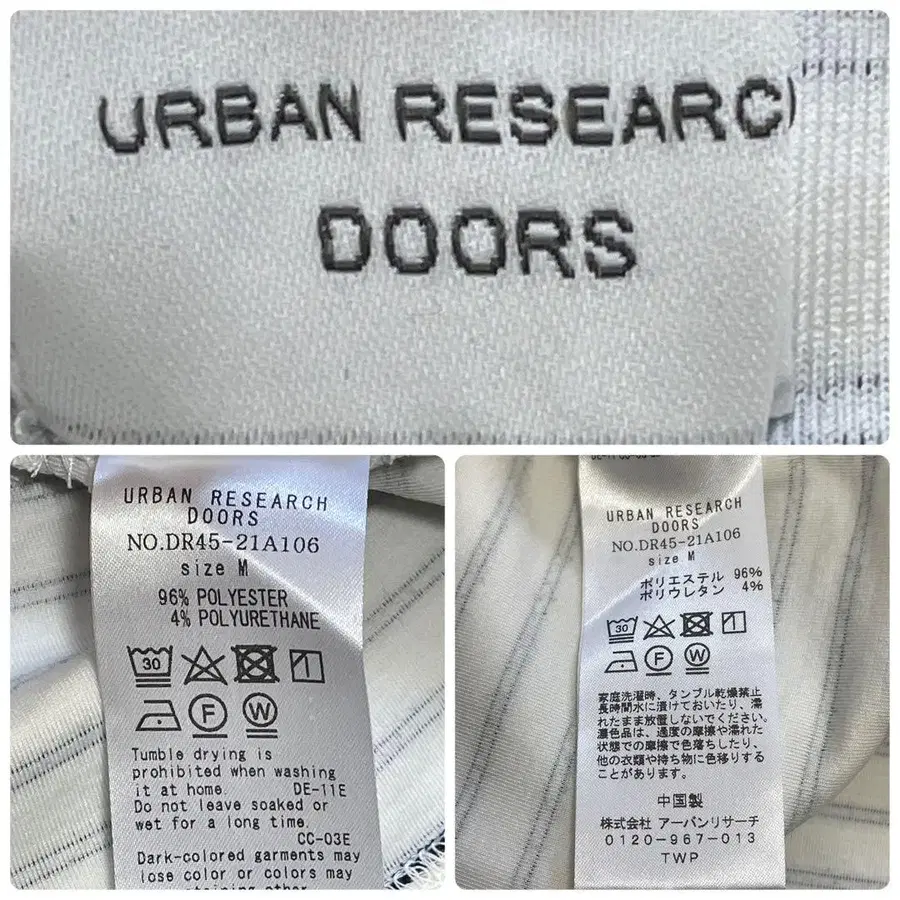 URBAN RESEARC
DOORS
URBAN RESEARCH
DOORS
NO.DR45-21A106
size M
96% POLYESTER
4% POLYURETHANE
30
F
W
Tumble drying is
prohibited when washing
it at home. DE-11E
Do not leave soaked or
wet for a long time.
CC-03E
Dark-colored garments may
lose color or colors may
URBAN RESEARCH
DOORS
NO.DR45-21A106
size M
ポリエステル 96%
ポリウレタン 4%
30
F
W
家庭洗濯時、タンブル乾燥禁止
長時間水に漬けておいたり、濡
れたまま放置しないでください。
濃色品は、過度の摩擦や濡れた
状態での摩擦で色落ちしたり、
他の衣類や持ち物に色移りする
ことがあります。
中国製
株式会社 アーバンリサーチ
0120-967-013
TWP